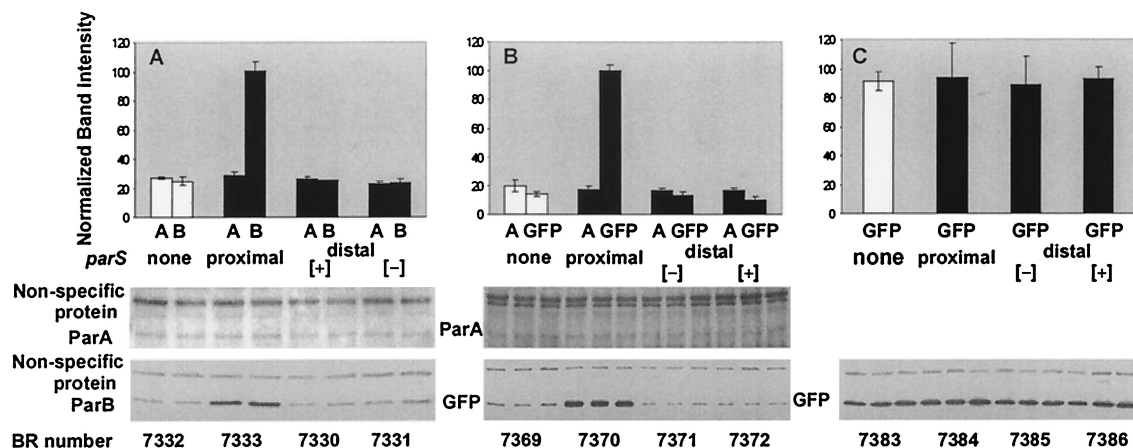 A B C
Normalized Band Intensity
120 120 120
100 100 100
80 80 80
60 60 60
40 40 40
20 20 20
0 0 0
A B A B A B A B A GFP A GFP A GFP A GFP GFP GFP GFP GFP
parS none proximal distal none proximal distal none proximal distal
[+] [–] [–] [+] [–] [+]
Non-specific
protein
ParA ParA
Non-specific
protein
ParB GFP GFP
BR number 7332 7333 7330 7331 7369 7370 7371 7372 7383 7384 7385 7388